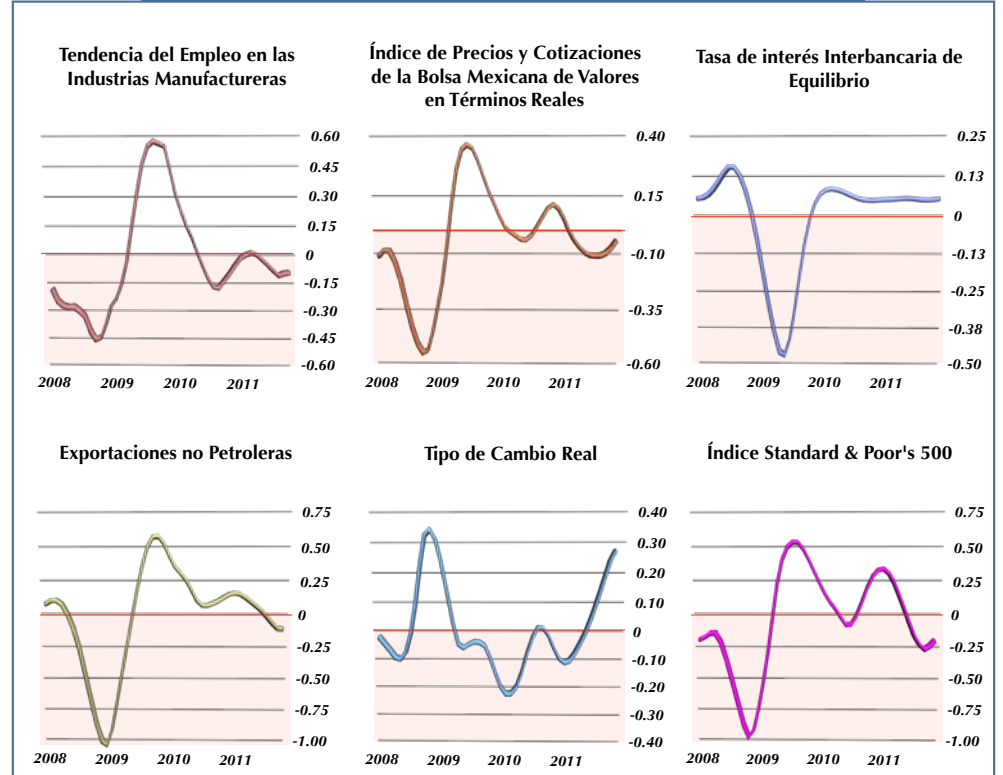 Tendencia del Empleo en las
Industrias Manufactureras
0.60
0.45
0.30
0.15
0
-0.15
-0.30
-0.45
-0.60
2008 2009 2010 2011
Índice de Precios y Cotizaciones
de la Bolsa Mexicana de Valores
en Términos Reales
0.40
0.15
-0.10
-0.35
-0.60
2008 2009 2010 2011
Tasa de interés Interbancaria de
Equilibrio
0.25
0.13
0
-0.13
-0.25
-0.38
-0.50
2008 2009 2010 2011
Exportaciones no Petroleras
0.75
0.50
0.25
0
-0.25
-0.50
-0.75
-1.00
2008 2009 2010 2011
Tipo de Cambio Real
0.40
0.30
0.20
0.10
0
-0.10
-0.20
-0.30
-0.40
2008 2009 2010 2011
Índice Standard & Poor's 500
0.75
0.50
0.25
0
-0.25
-0.50
-0.75
-1.00
2008 2009 2010 2011